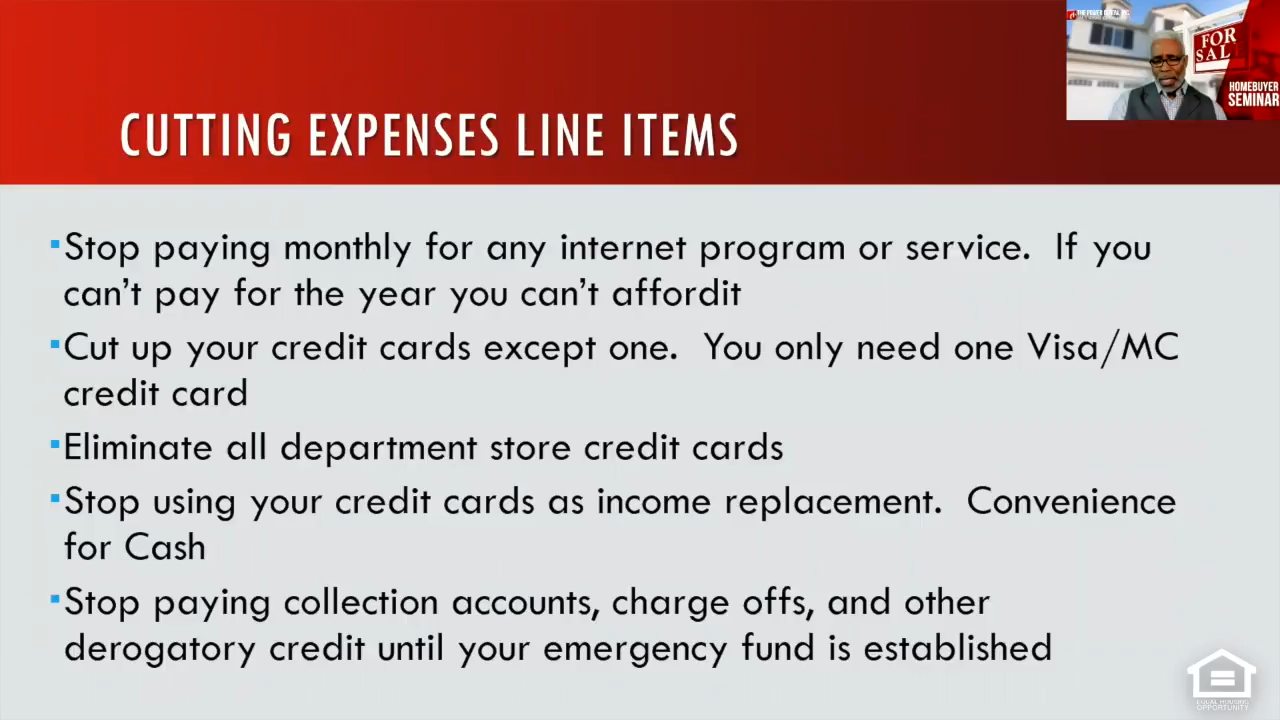 FOR
SAL
HOMEBUYER
SEMINAR
CUTTING EXPENSES LINE ITEMS
Stop paying monthly for any internet program or service. If you
can't pay for the year you can't affordit
Cut up your credit cards except one. You only need one Visa/MC
credit card
Eliminate all department store credit cards
Stop using your credit cards as income replacement. Convenience
for Cash
Stop paying collection accounts, charge offs, and other
derogatory credit until your emergency fund is established
EQUAL HOUSING
OPPORTUNITY